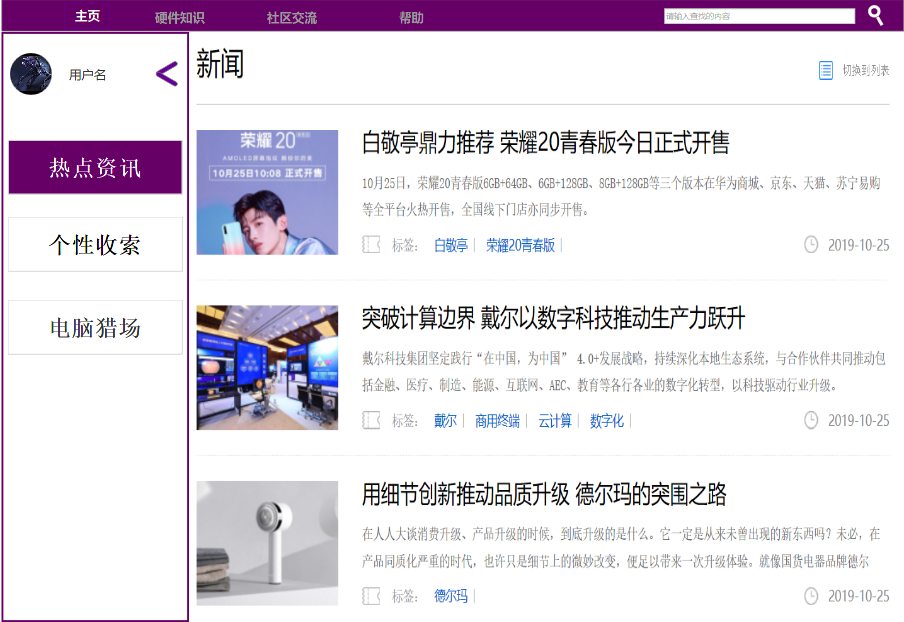 主页 硬件知识 社区交流 帮助 请输入查找的内容
用户名
热点资讯
个性收索
电脑猎场
新闻
切换到列表
荣耀 20
10月25日10:08 正式开售
白敬亭鼎力推荐 荣耀20青春版今日正式开售
10月25日，荣耀20青春版6GB+64GB、6GB+128GB、8GB+128GB等三个版本在华为商城、京东、天猫、苏宁易购
等全平台火热开售，全国线下门店亦同步开售。
标签： 白敬亭 | 荣耀20青春版 | 2019-10-25
突破计算边界 戴尔以数字科技推动生产力跃升
戴尔科技集团坚定践行“在中国，为中国” 4.0+发展战略，持续深化本地生态系统，与合作伙伴共同推动包
括金融、医疗、制造、能源、互联网、AEC、教育等各行各业的数字化转型，以科技驱动行业升级。
标签： 戴尔 | 商用终端 | 云计算 | 数字化 | 2019-10-25
用细节创新推动品质升级 德尔玛的突围之路
在人人大谈消费升级、产品升级的时候，到底升级的是什么。它一定是从来未曾出现的新东西吗？未必，在
产品同质化严重的时代，也许只是细节上的微妙改变，便足以带来一次升级体验。就像国货电器品牌德尔
标签： 德尔玛 | 2019-10-25